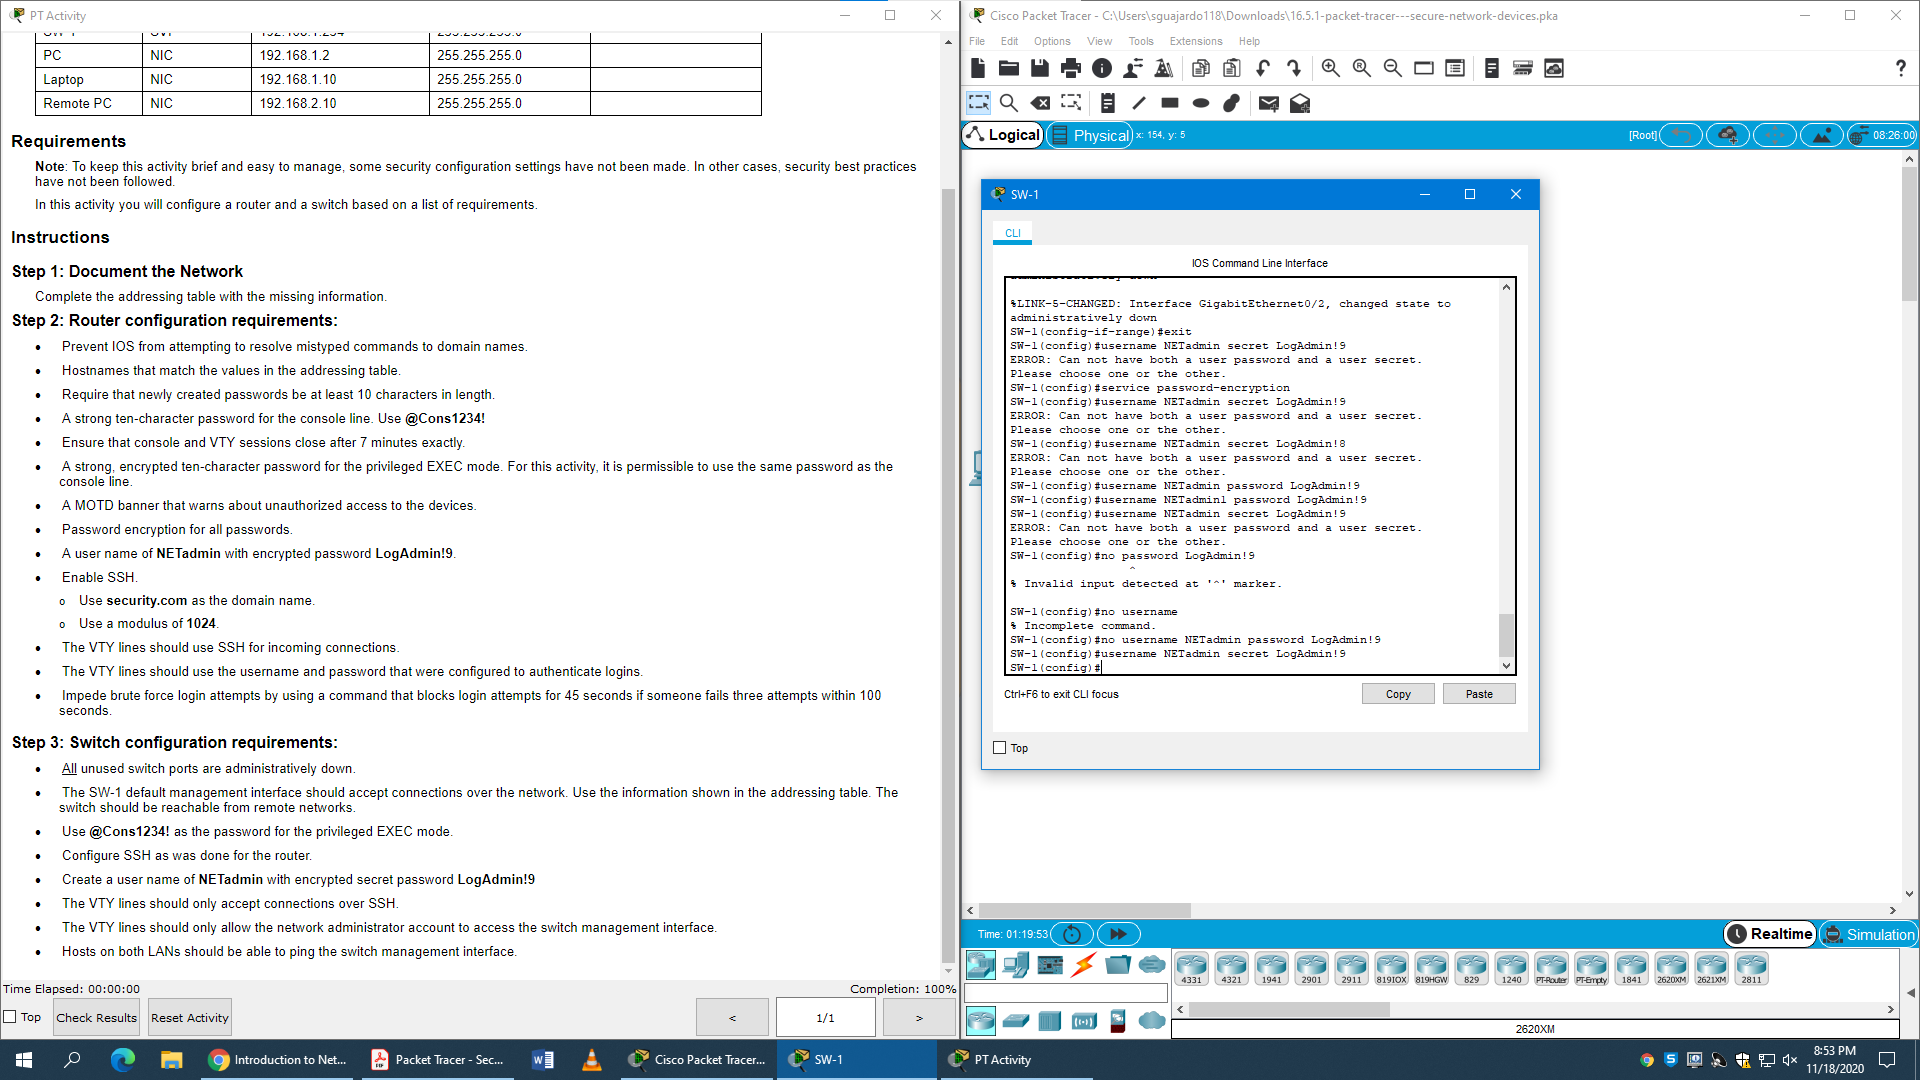 PT Activity
PC NIC 192.168.1.2 255.255.255.0
Laptop NIC 192.168.1.10 255.255.255.0
Remote PC NIC 192.168.2.10 255.255.255.0
Requirements
Note: To keep this activity brief and easy to manage, some security configuration settings have not been made. In other cases, security best practices
have not been followed.
In this activity you will configure a router and a switch based on a list of requirements.
Instructions
Step 1: Document the Network
Complete the addressing table with the missing information.
Step 2: Router configuration requirements:
• Prevent IOS from attempting to resolve mistyped commands to domain names.
• Hostnames that match the values in the addressing table.
• Require that newly created passwords be at least 10 characters in length.
• A strong ten-character password for the console line. Use @Cons1234!
• Ensure that console and VTY sessions close after 7 minutes exactly.
• A strong, encrypted ten-character password for the privileged EXEC mode. For this activity, it is permissible to use the same password as the
console line.
• A MOTD banner that warns about unauthorized access to the devices.
• Password encryption for all passwords.
• A user name of NETadmin with encrypted password LogAdmin!9.
• Enable SSH.
o Use security.com as the domain name.
o Use a modulus of 1024.
• The VTY lines should use SSH for incoming connections.
• The VTY lines should use the username and password that were configured to authenticate logins.
• Impede brute force login attempts by using a command that blocks login attempts for 45 seconds if someone fails three attempts within 100
seconds.
Step 3: Switch configuration requirements:
• All unused switch ports are administratively down.
• The SW-1 default management interface should accept connections over the network. Use the information shown in the addressing table. The
switch should be reachable from remote networks.
• Use @Cons1234! as the password for the privileged EXEC mode.
• Configure SSH as was done for the router.
• Create a user name of NETadmin with encrypted secret password LogAdmin!9
• The VTY lines should only accept connections over SSH.
• The VTY lines should only allow the network administrator account to access the switch management interface.
• Hosts on both LANs should be able to ping the switch management interface.
Time Elapsed: 00:00:00 Completion: 100%
Top Check Results Reset Activity < 1/1 >
Cisco Packet Tracer - C:\Users\sguajardo118\Downloads\16.5.1-packet-tracer---secure-network-devices.pka
File Edit Options View Tools Extensions Help
?
Logical Physical x: 154, y: 5 [Root] 08:26:00
SW-1
CLI
IOS Command Line Interface
%LINK-5-CHANGED: Interface GigabitEthernet0/2, changed state to
administratively down
SW-1(config-if-range)#exit
SW-1(config)#username NETadmin secret LogAdmin!9
ERROR: Can not have both a user password and a user secret.
Please choose one or the other.
SW-1(config)#service password-encryption
SW-1(config)#username NETadmin secret LogAdmin!9
ERROR: Can not have both a user password and a user secret.
Please choose one or the other.
SW-1(config)#username NETadmin secret LogAdmin!8
ERROR: Can not have both a user password and a user secret.
Please choose one or the other.
SW-1(config)#username NETadmin password LogAdmin!9
SW-1(config)#username NETadmin1 password LogAdmin!9
SW-1(config)#username NETadmin secret LogAdmin!9
ERROR: Can not have both a user password and a user secret.
Please choose one or the other.
SW-1(config)#no password LogAdmin!9
^
% Invalid input detected at '^' marker.
SW-1(config)#no username
% Incomplete command.
SW-1(config)#no username NETadmin password LogAdmin!9
SW-1(config)#username NETadmin secret LogAdmin!9
SW-1(config)#
Ctrl+F6 to exit CLI focus Copy Paste
Top
Time: 01:19:53 Realtime Simulation
4331 4321 1941 2901 2911 819IOX 819HGW 829 1240 PT-Router PT-Empty 1841 2620XM 2621XM 2811
2620XM
Introduction to Net... Packet Tracer - Sec... Cisco Packet Tracer... SW-1 PT Activity
8:53 PM
11/18/2020